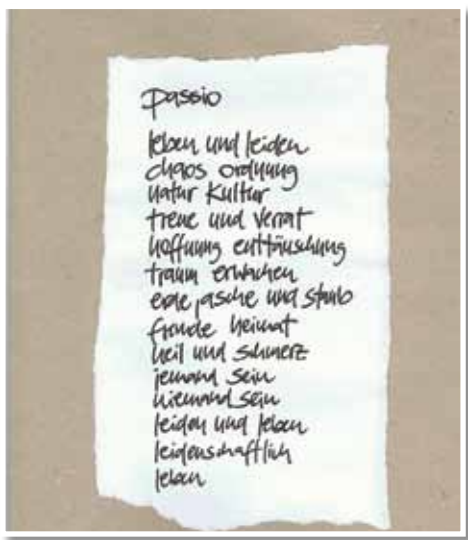 passio
leben und leiden
chaos ordnung
natur Kultur
treue und verrat
hoffnung enttäuschung
traum erwachen
erde, asche und staub
fremde heimat
heil und schmerz
jemand sein
niemand sein
leiden und leben
leidenschaftlich
leben